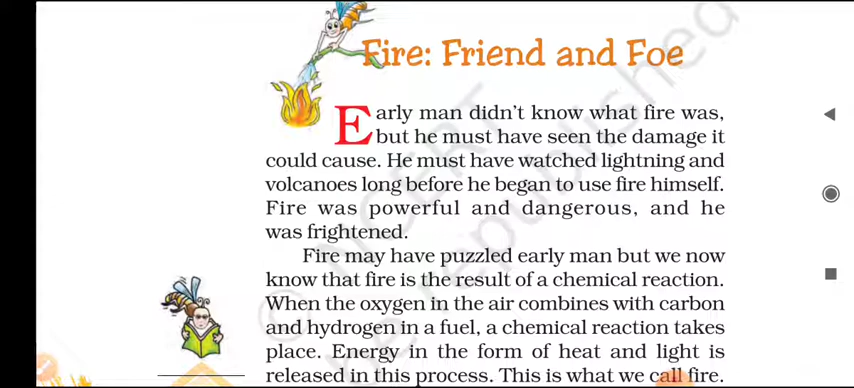 Fire: Friend and Foe
Early man didn't know what fire was,
but he must have seen the damage it
could cause. He must have watched lightning and
volcanoes long before he began to use fire himself.
Fire was powerful and dangerous, and he
was frightened.
Fire may have puzzled early man but we now
know that fire is the result of a chemical reaction.
When the oxygen in the air combines with carbon
and hydrogen in a fuel, a chemical reaction takes
place. Energy in the form of heat and light is
released in this process. This is what we call fire.
© NCERT
republished